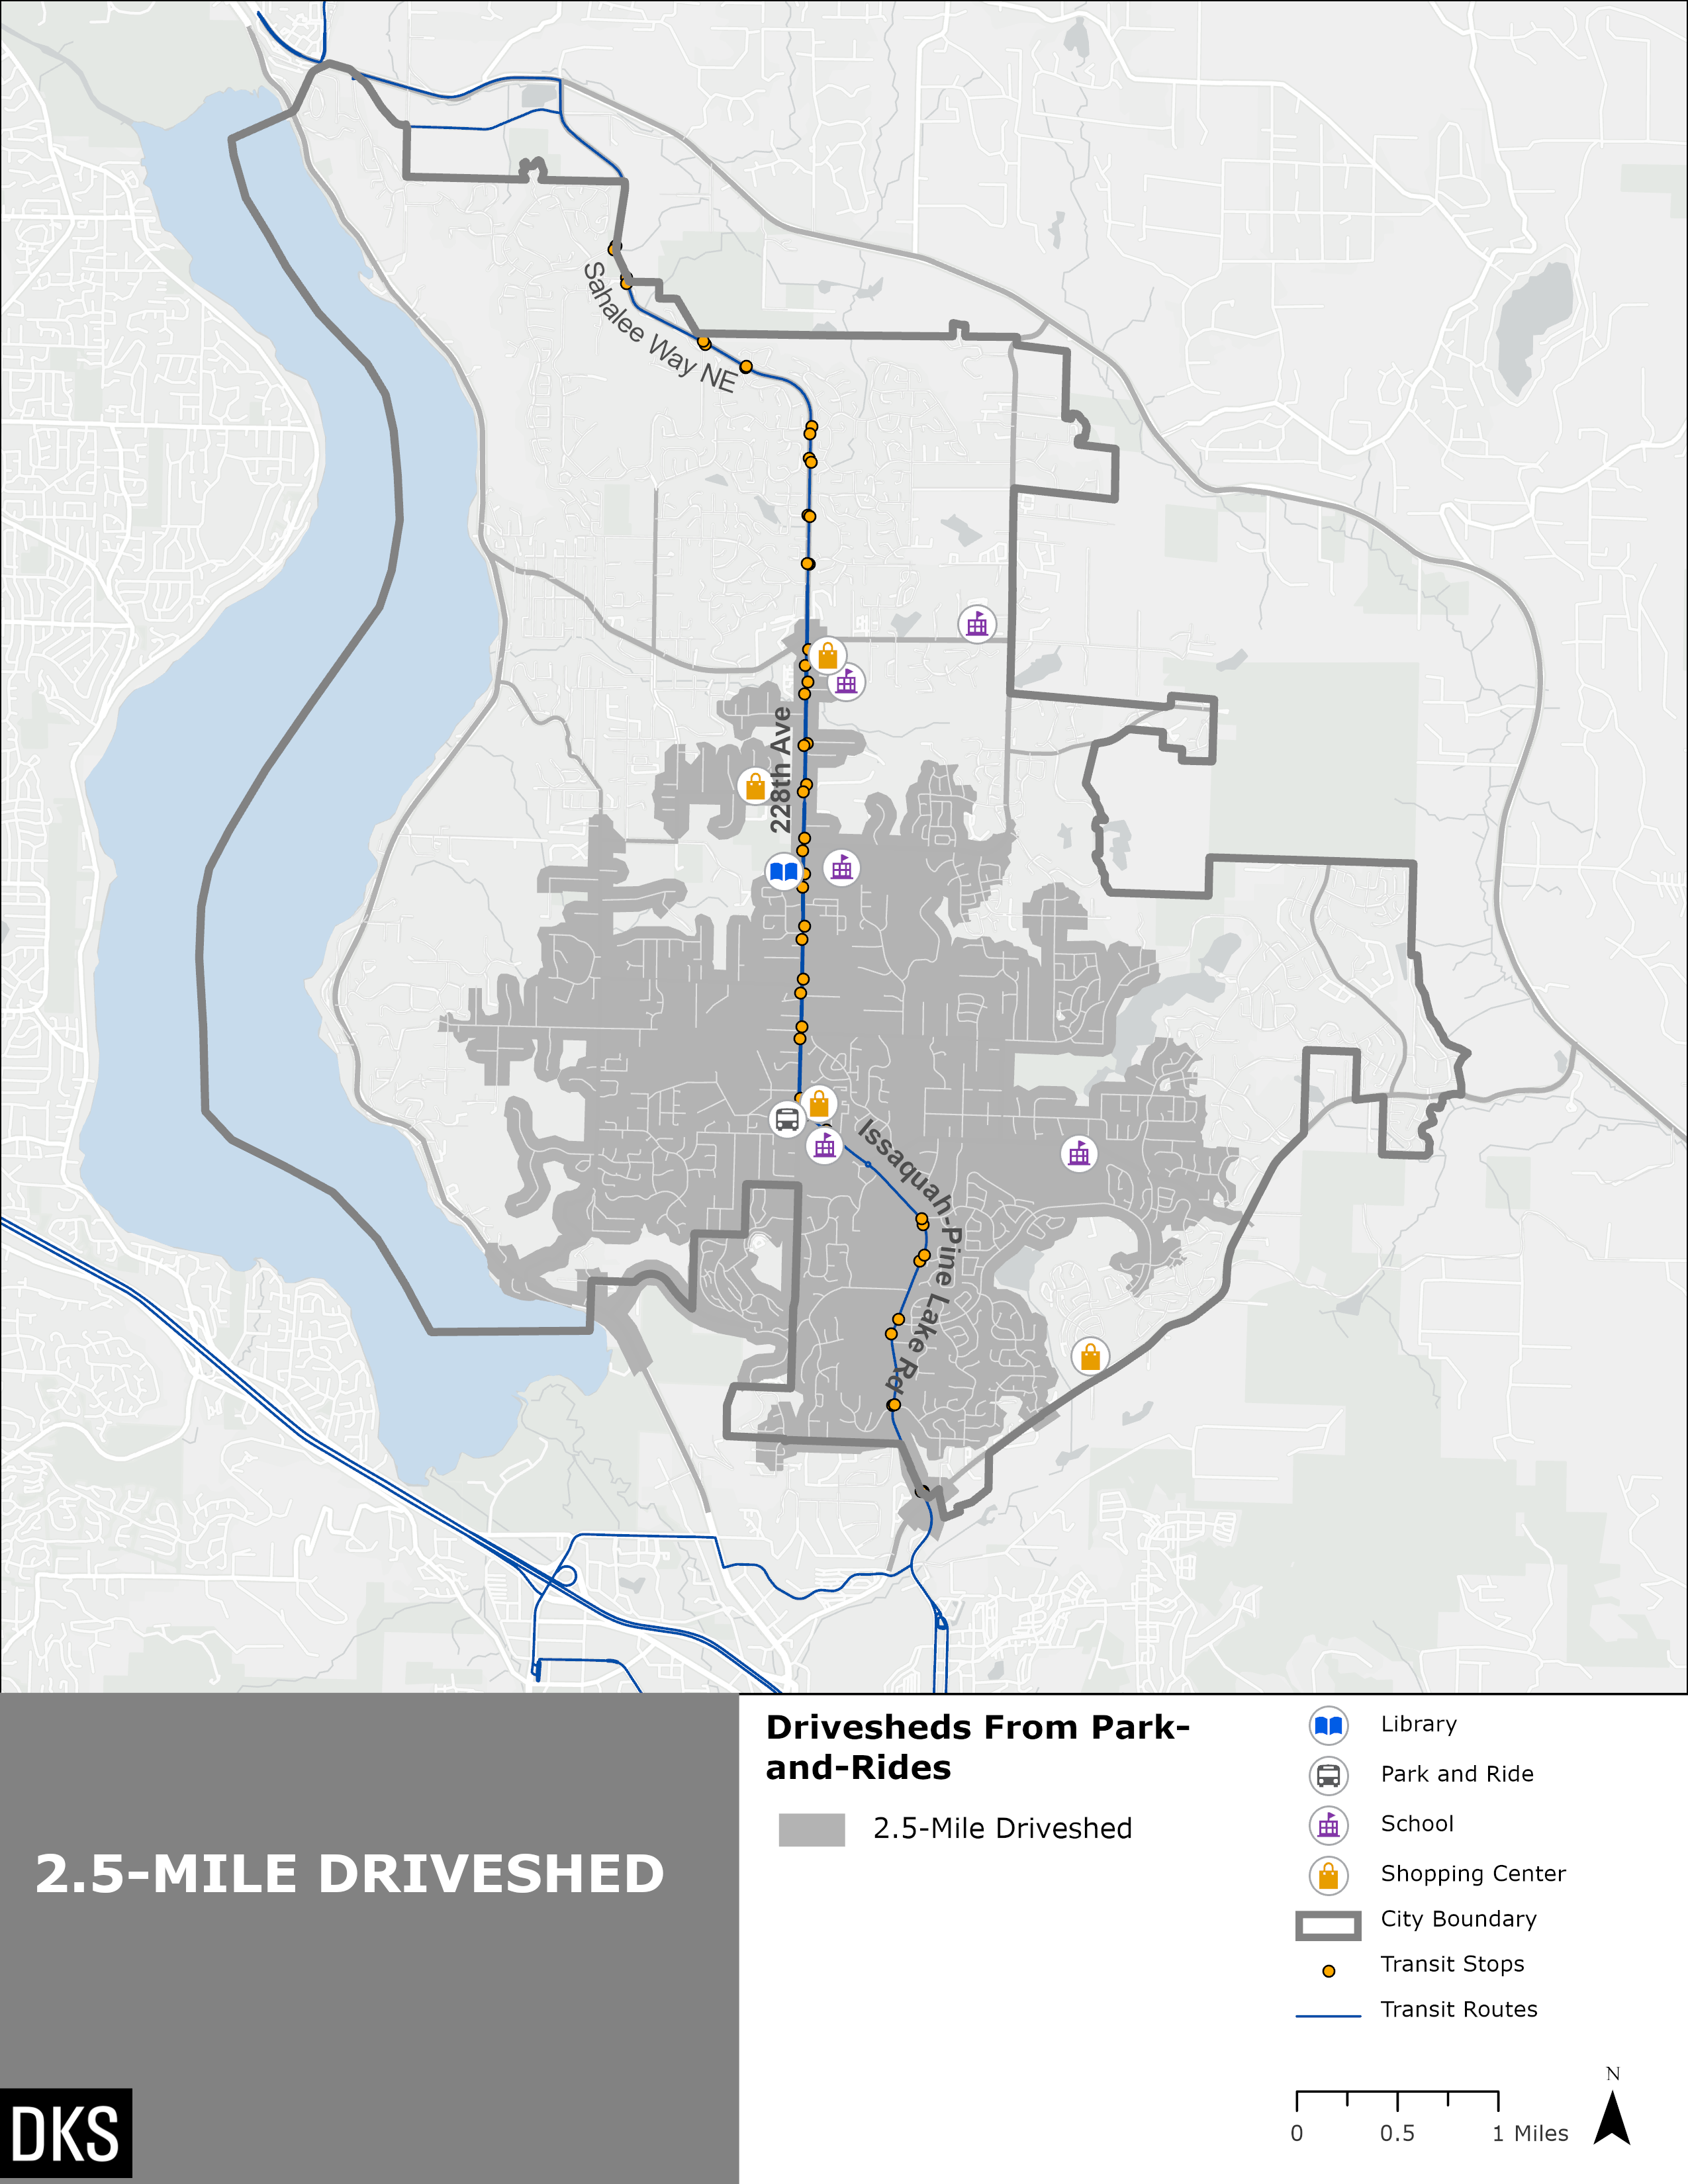 Sahalee Way NE
228th Ave
Issaquah-Pine Lake Rd
2.5-MILE DRIVESHED
DKS
Drivesheds From Park-
and-Rides
2.5-Mile Driveshed
Library
Park and Ride
School
Shopping Center
City Boundary
Transit Stops
Transit Routes
N
0 0.5 1 Miles